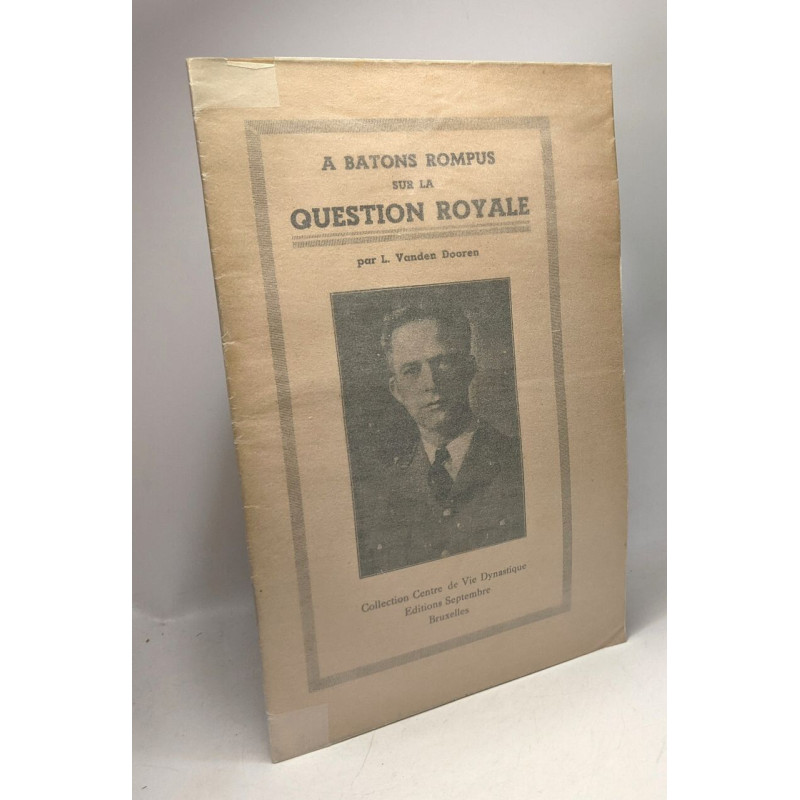 A BATONS ROMPUS
SUR LA
QUESTION ROYALE
par L. Vanden Dooren
Collection Centre de Vie Dynastique
Editions Septembre
Bruxelles